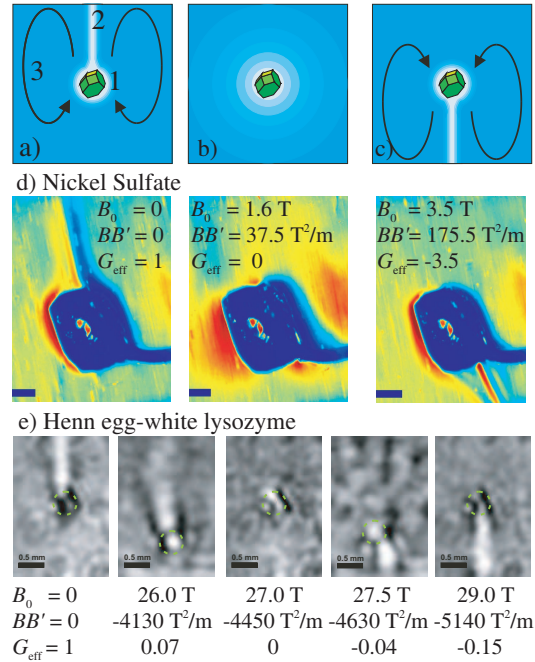 2
3
1
a)
b)
c)
d) Nickel Sulfate
B0 = 0
BB' = 0
Geff = 1
B0 = 1.6 T
BB' = 37.5 T²/m
Geff = 0
B0 = 3.5 T
BB' = 175.5 T²/m
Geff = -3.5
e) Henn egg-white lysozyme
0.5 mm 0.5 mm 0.5 mm 0.5 mm 0.5 mm
B0 = 0 26.0 T 27.0 T 27.5 T 29.0 T
BB' = 0 -4130 T²/m -4450 T²/m -4630 T²/m -5140 T²/m
Geff = 1 0.07 0 -0.04 -0.15